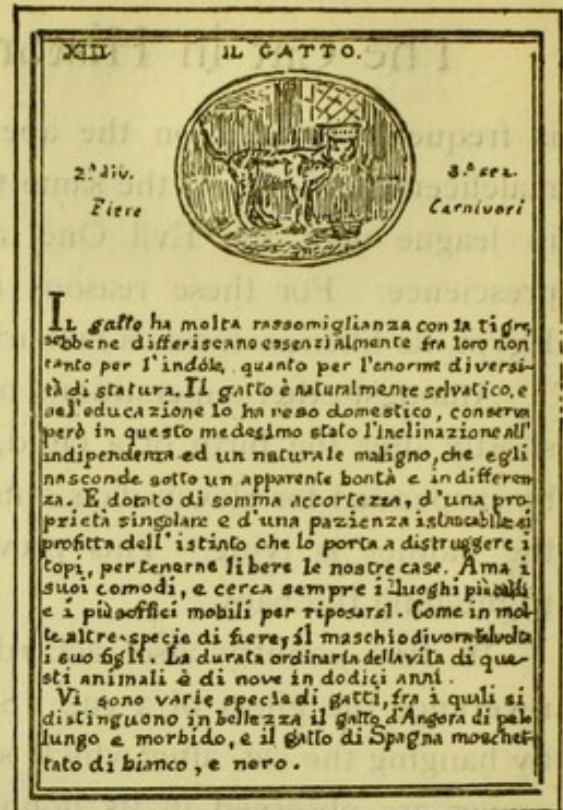 XIII. IL GATTO.
2.ª div. 3.ª sez.
Fiere Carnivori
IL gatto ha molta rassomiglianza con la tigre,
sebbene differiscano essenzialmente fra loro non
tanto per l'indóle, quanto per l'enorme diversi-
tà di statura. Il gatto è naturalmente selvatico, e
se l'educazione lo ha reso domestico, conserva
però in questo medesimo stato l'inclinazione all'
indipendenza ed un naturale maligno, che egli
nasconde sotto un apparente bontà e indifferen
za. E dotato di somma accortezza, d'una pro-
prietà singolare e d'una pazienza istancabile si
profitta dell'istinto che lo porta a distruggere i
topi, per tenerne libere le nostre case. Ama i
suoi comodi, e cerca sempre i luoghi più caldi
e i più soffici mobili per riposarsi. Come in mol
te altre specie di fiere, il maschio divora talvolta
i suo figli. La durata ordinaria della vita di que-
sti animali è di nove in dodici anni.
Vi sono varie specie di gatti, fra i quali si
distinguono in bellezza il gatto d'Angora di pelo
lungo e morbido, e il gatto di Spagna moschet-
tato di bianco, e nero.